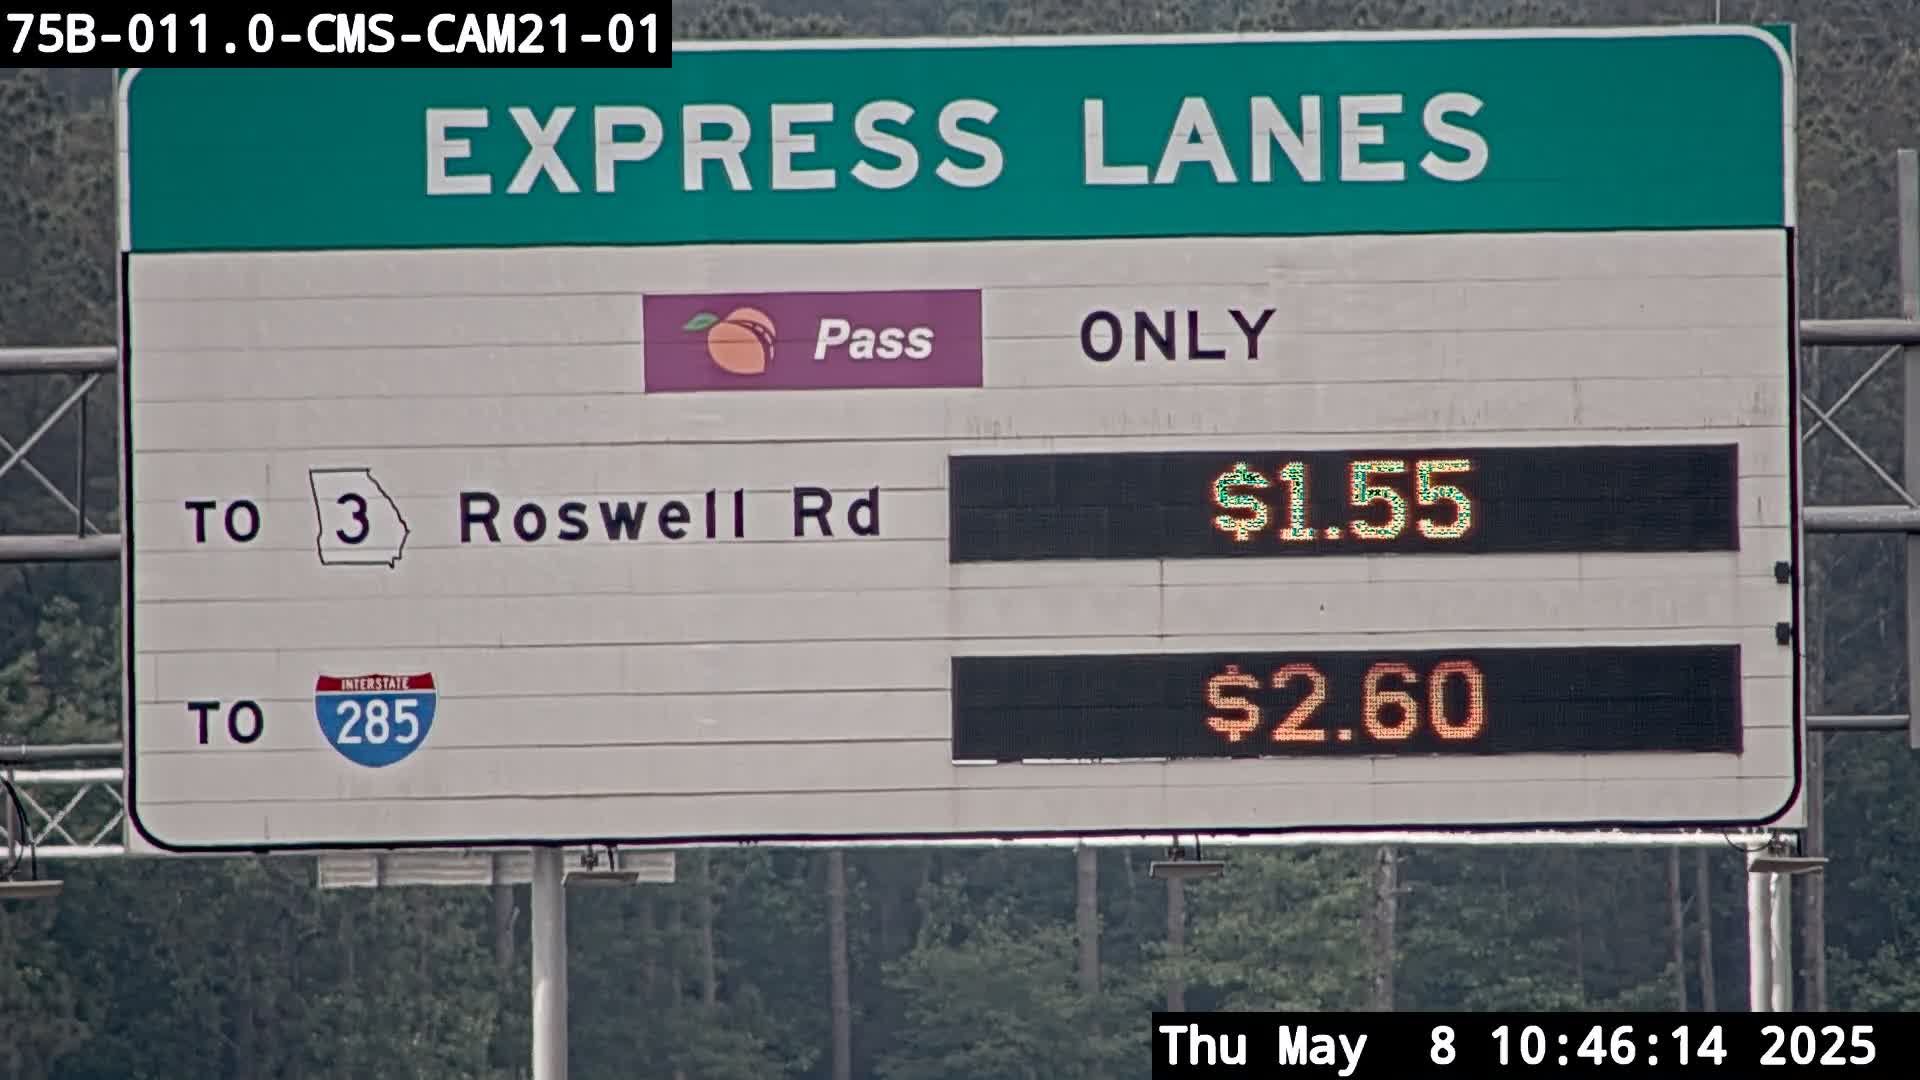 75B-011.0-CMS-CAM21-01
EXPRESS LANES
Pass ONLY
TO 3 Roswell Rd $1.55
TO INTERSTATE 285 $2.60
Thu May 8 10:46:14 2025